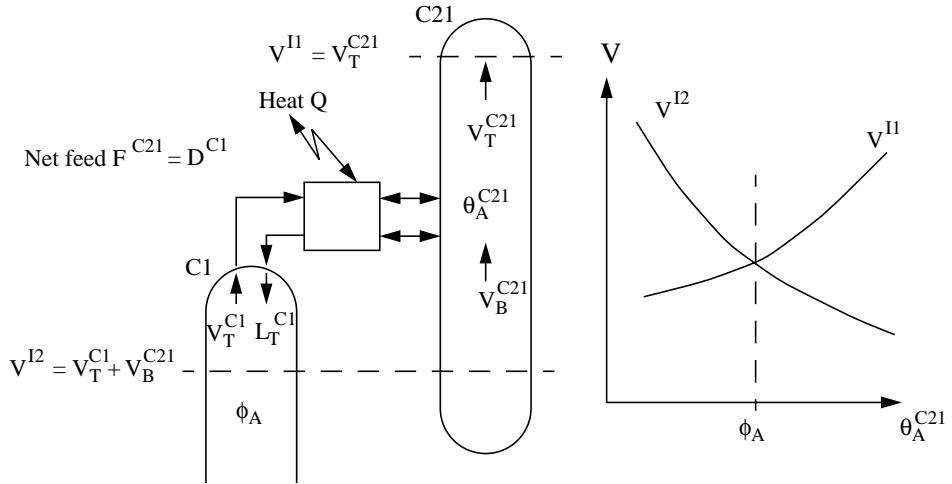 C21
V^I1 = V_T^C21
Heat Q
V_T^C21
Net feed F^C21 = D^C1
θ_A^C21
C1
V_B^C21
V_T^C1 L_T^C1
V^I2 = V_T^C1 + V_B^C21
ϕ_A
V
V^I2
V^I1
ϕ_A
θ_A^C21